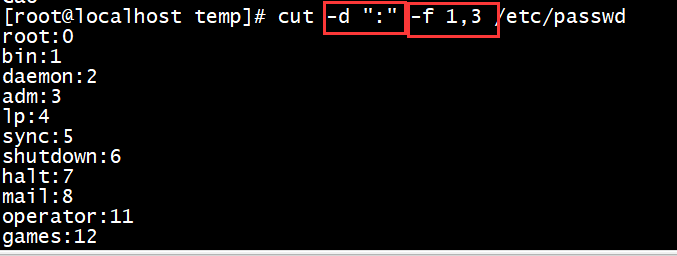 [root@localhost temp]# cut -d ":" -f 1,3 /etc/passwd
root:0
bin:1
daemon:2
adm:3
lp:4
sync:5
shutdown:6
halt:7
mail:8
operator:11
games:12